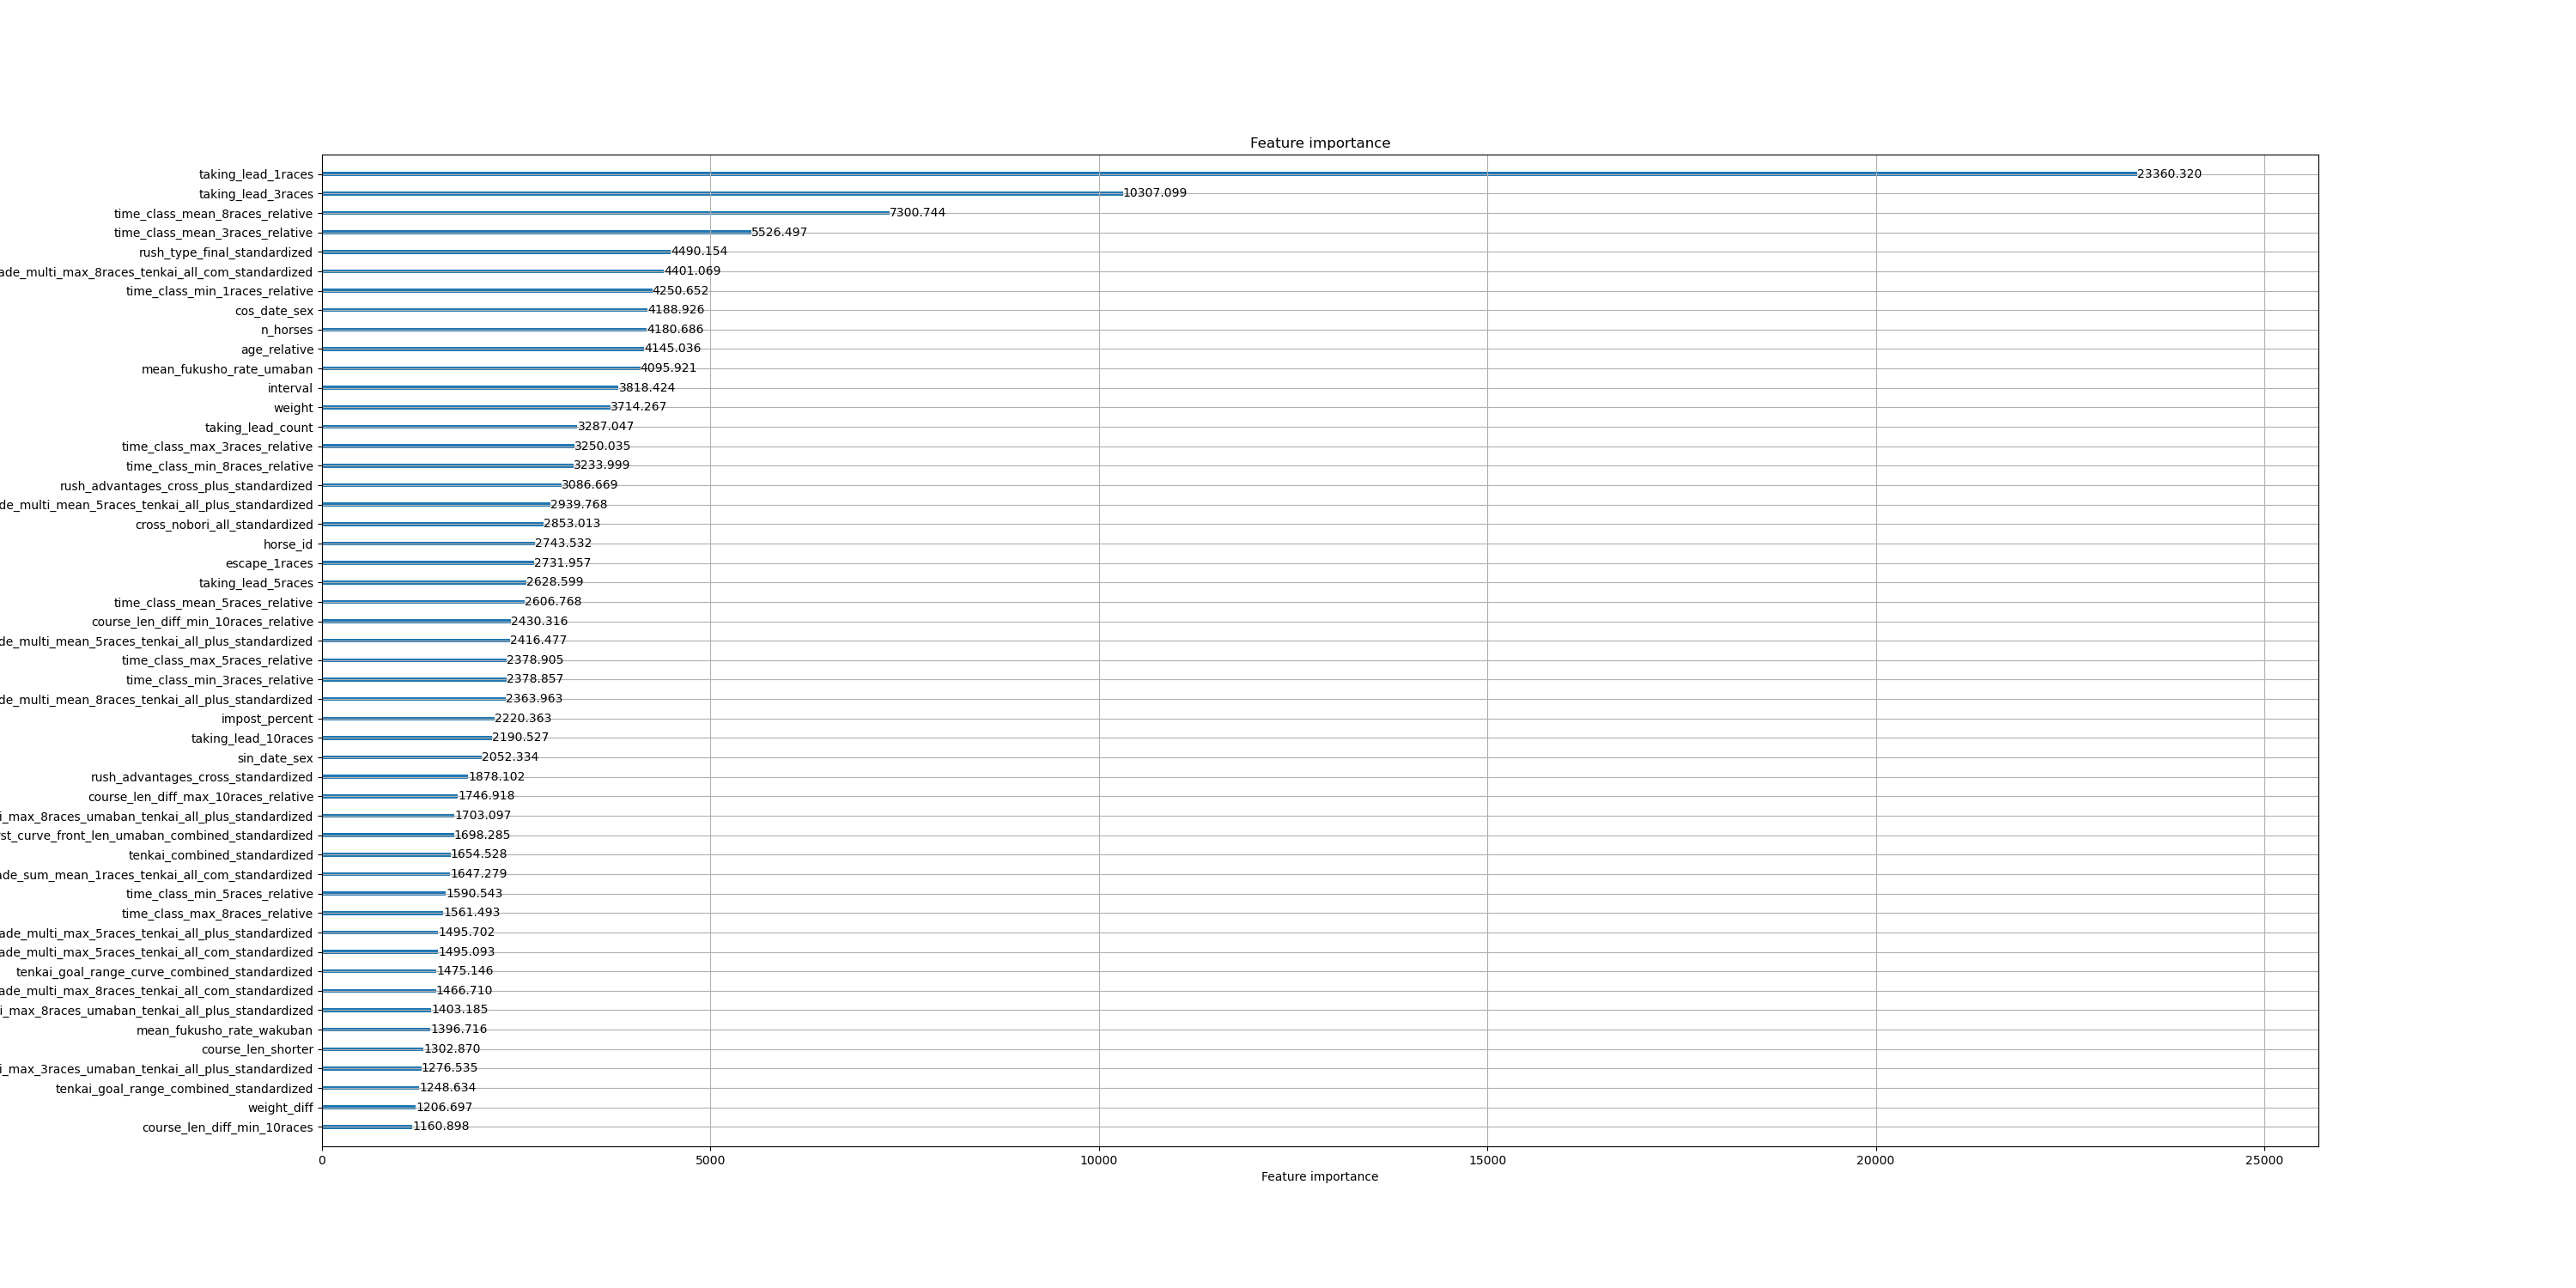 Feature importance
taking_lead_1races 23360.320
taking_lead_3races 10307.099
time_class_mean_8races_relative 7300.744
time_class_mean_3races_relative 5526.497
rush_type_final_standardized 4490.154
ade_multi_max_8races_tenkai_all_com_standardized 4401.069
time_class_min_1races_relative 4250.652
cos_date_sex 4188.926
n_horses 4180.686
age_relative 4145.036
mean_fukusho_rate_umaban 4095.921
interval 3818.424
weight 3714.267
taking_lead_count 3287.047
time_class_max_3races_relative 3250.035
time_class_min_8races_relative 3233.999
rush_advantages_cross_plus_standardized 3086.669
de_multi_mean_5races_tenkai_all_plus_standardized 2939.768
cross_nobori_all_standardized 2853.013
horse_id 2743.532
escape_1races 2731.957
taking_lead_5races 2628.599
time_class_mean_5races_relative 2606.768
course_len_diff_min_10races_relative 2430.316
de_multi_mean_5races_tenkai_all_plus_standardized 2416.477
time_class_max_5races_relative 2378.905
time_class_min_3races_relative 2378.857
de_multi_mean_8races_tenkai_all_plus_standardized 2363.963
impost_percent 2220.363
taking_lead_10races 2190.527
sin_date_sex 2052.334
rush_advantages_cross_standardized 1878.102
course_len_diff_max_10races_relative 1746.918
i_max_8races_umaban_tenkai_all_plus_standardized 1703.097
st_curve_front_len_umaban_combined_standardized 1698.285
tenkai_combined_standardized 1654.528
ade_sum_mean_1races_tenkai_all_com_standardized 1647.279
time_class_min_5races_relative 1590.543
time_class_max_8races_relative 1561.493
ade_multi_max_5races_tenkai_all_plus_standardized 1495.702
ade_multi_max_5races_tenkai_all_com_standardized 1495.093
tenkai_goal_range_curve_combined_standardized 1475.146
ade_multi_max_8races_tenkai_all_com_standardized 1466.710
i_max_8races_umaban_tenkai_all_plus_standardized 1403.185
mean_fukusho_rate_wakuban 1396.716
course_len_shorter 1302.870
i_max_3races_umaban_tenkai_all_plus_standardized 1276.535
tenkai_goal_range_combined_standardized 1248.634
weight_diff 1206.697
course_len_diff_min_10races 1160.898
0 5000 10000 15000 20000 25000
Feature importance